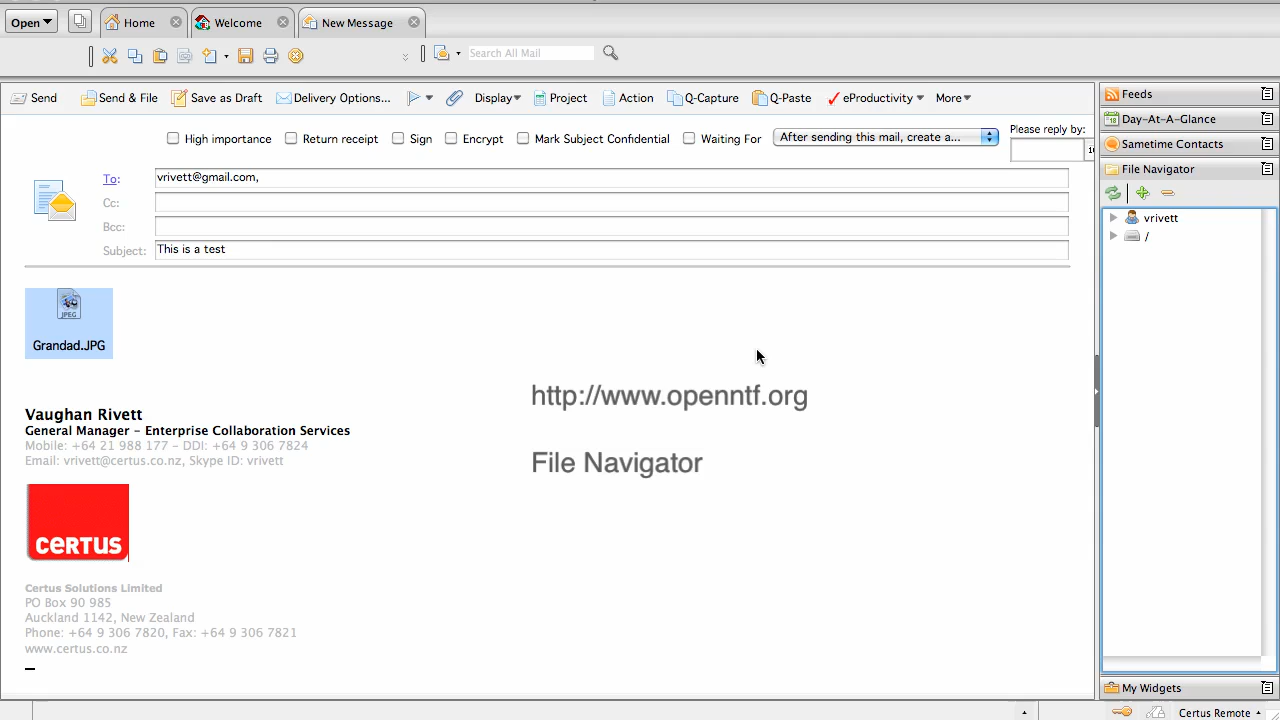 Open
Home
Welcome
New Message
Search All Mail
Send
Send & File
Save as Draft
Delivery Options...
Display
Project
Action
Q-Capture
Q-Paste
eProductivity
More
High importance
Return receipt
Sign
Encrypt
Mark Subject Confidential
Waiting For
After sending this mail, create a...
Please reply by:
To:
vrivett@gmail.com,
Cc:
Bcc:
Subject:
This is a test
JPEG
Grandad.JPG
http://www.openntf.org
File Navigator
Vaughan Rivett
General Manager – Enterprise Collaboration Services
Mobile: +64 21 988 177 – DDI: +64 9 306 7824
Email: vrivett@certus.co.nz, Skype ID: vrivett
CERTUS
Certus Solutions Limited
PO Box 90 985
Auckland 1142, New Zealand
Phone: +64 9 306 7820, Fax: +64 9 306 7821
www.certus.co.nz
Feeds
18
Day-At-A-Glance
Sametime Contacts
File Navigator
vrivett
/
My Widgets
Certus Remote